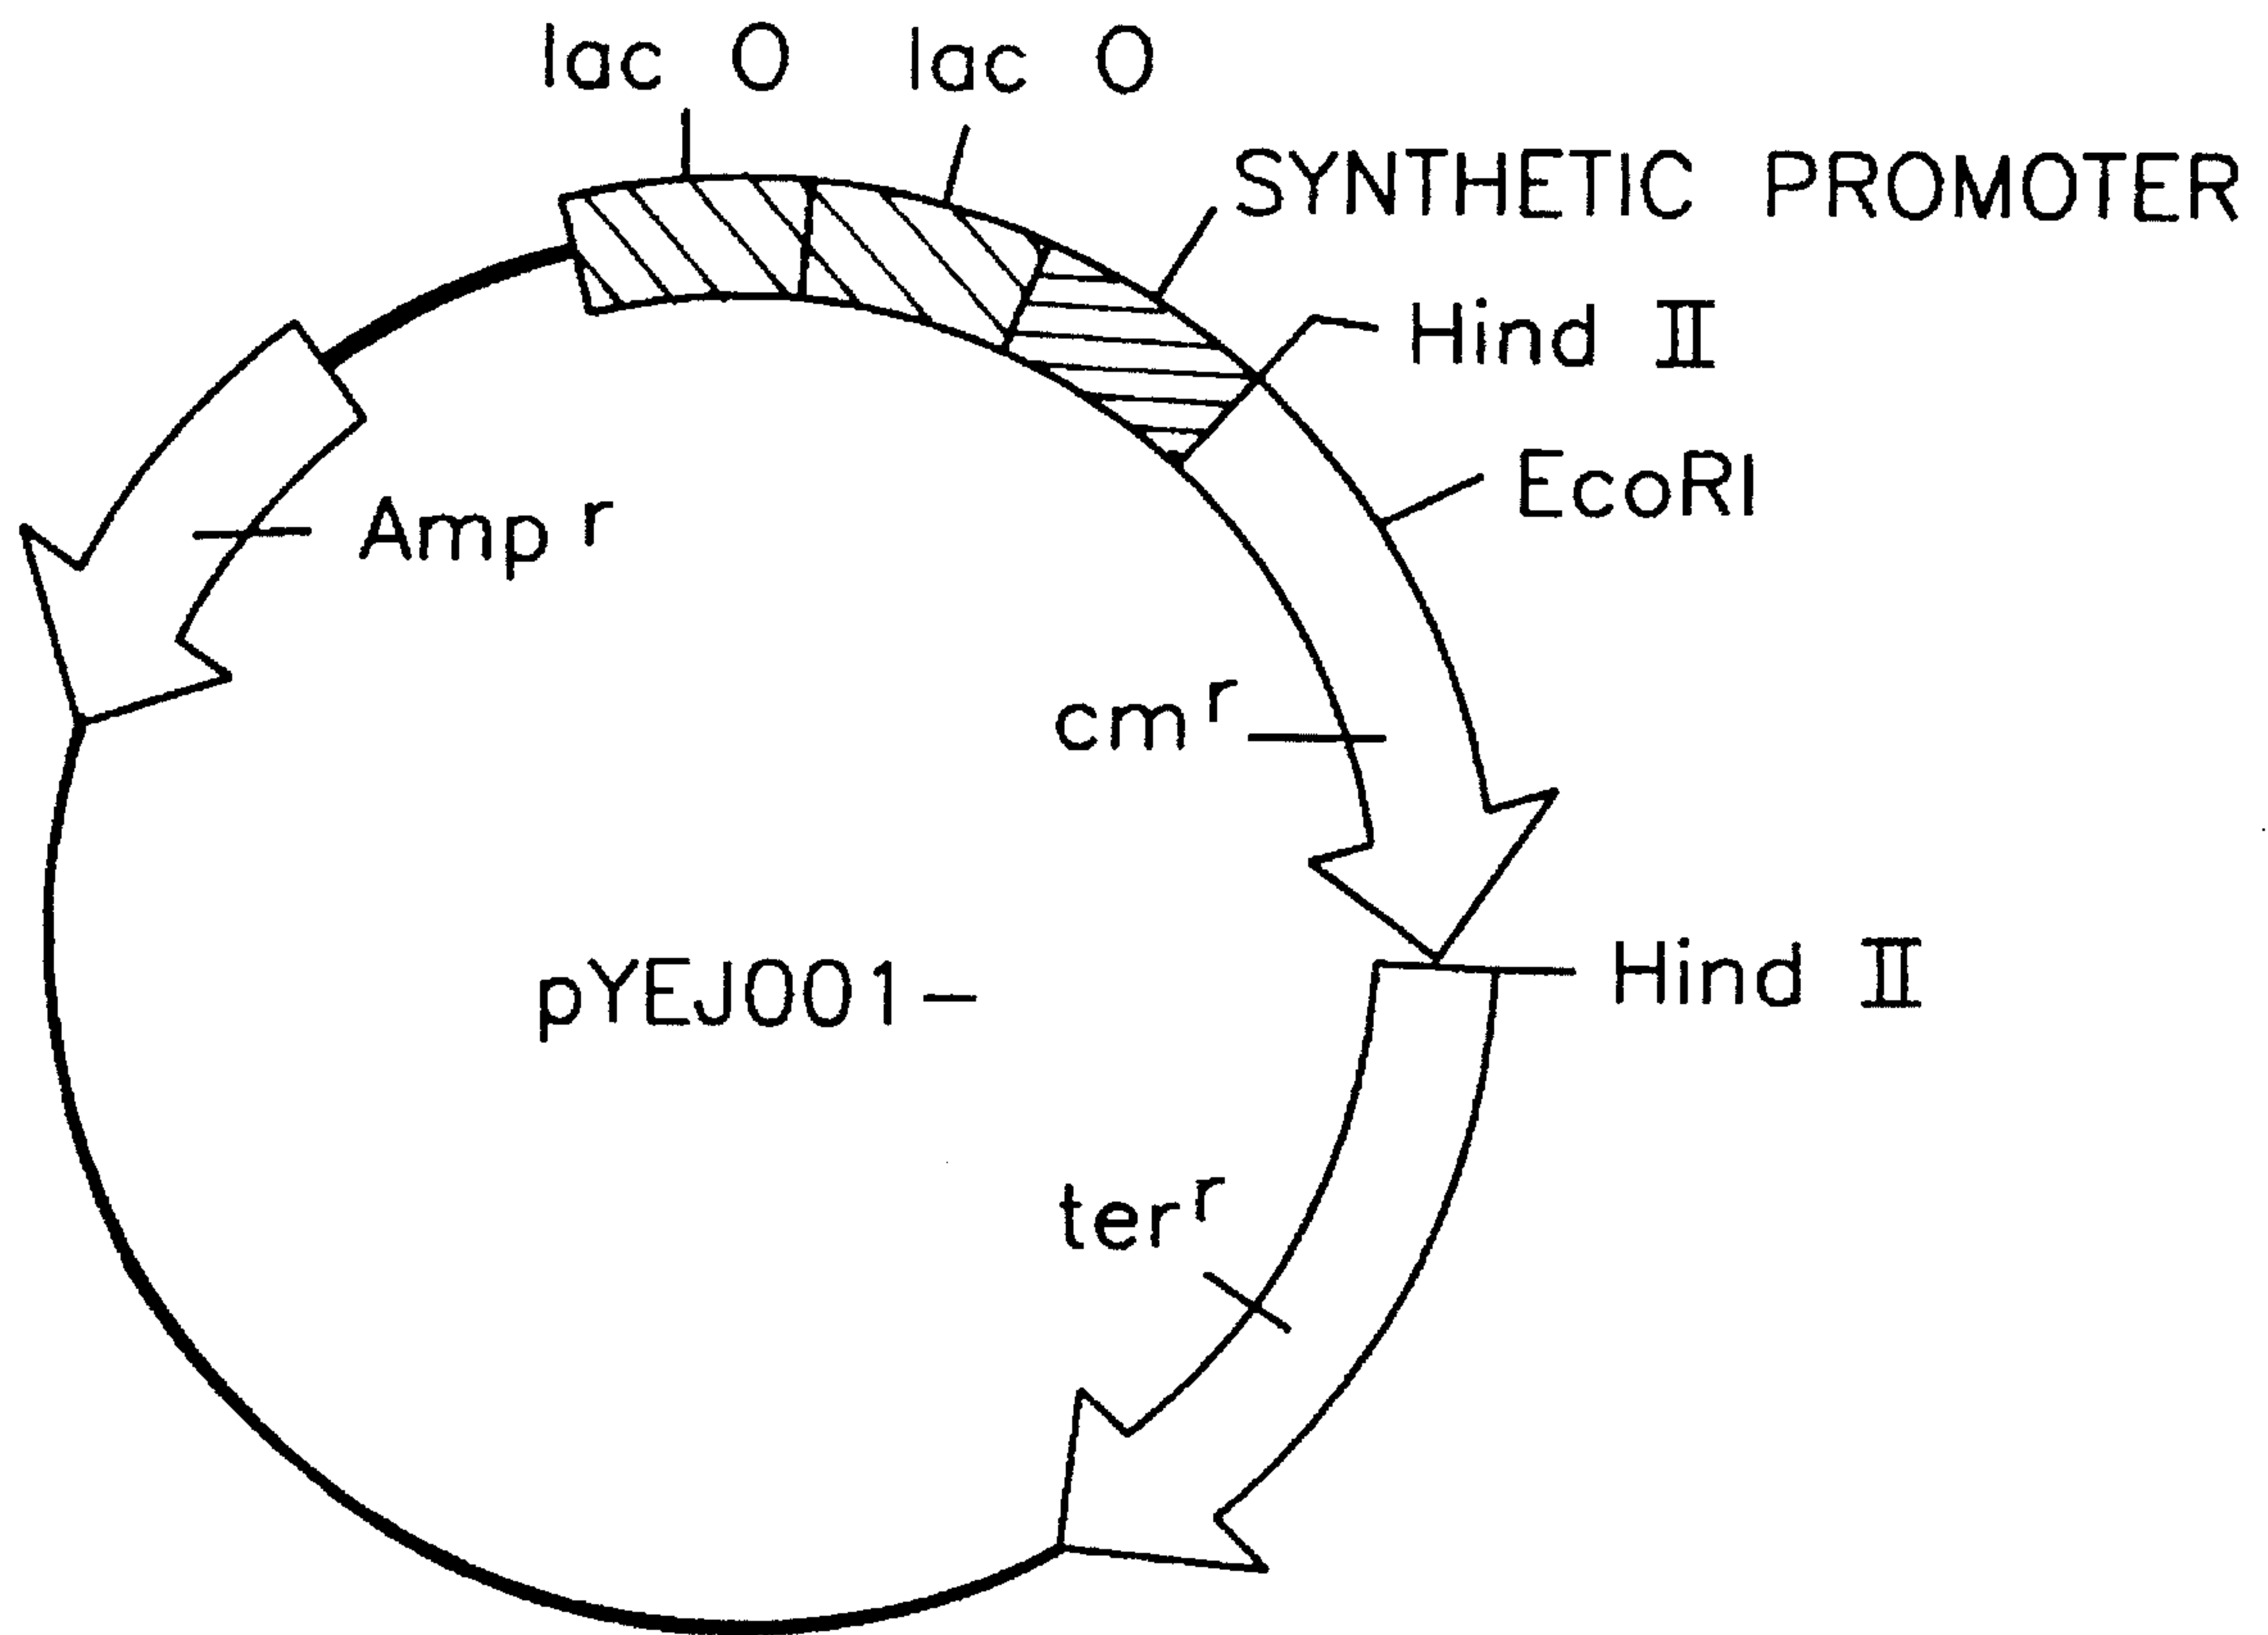 lac O lac O
SYNTHETIC PROMOTER
Hind II
EcoRI
Amp r
cm r
pYEJ001-
Hind II
ter r